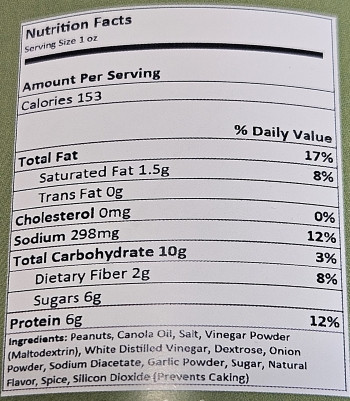 Nutrition Facts
Serving Size 1 oz
Amount Per Serving
Calories 153
% Daily Value
Total Fat 17%
Saturated Fat 1.5g 8%
Trans Fat 0g
Cholesterol 0mg 0%
Sodium 298mg 12%
Total Carbohydrate 10g 3%
Dietary Fiber 2g 8%
Sugars 6g
Protein 6g 12%
Ingredients: Peanuts, Canola Oil, Salt, Vinegar Powder
(Maltodextrin), White Distilled Vinegar, Dextrose, Onion
Powder, Sodium Diacetate, Garlic Powder, Sugar, Natural
Flavor, Spice, Silicon Dioxide (Prevents Caking)